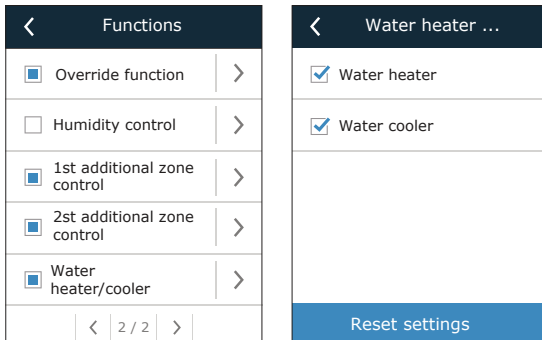 Functions
Override function
Humidity control
1st additional zone
control
2st additional zone
control
Water
heater/cooler
2 / 2
Water heater ...
Water heater
Water cooler
Reset settings